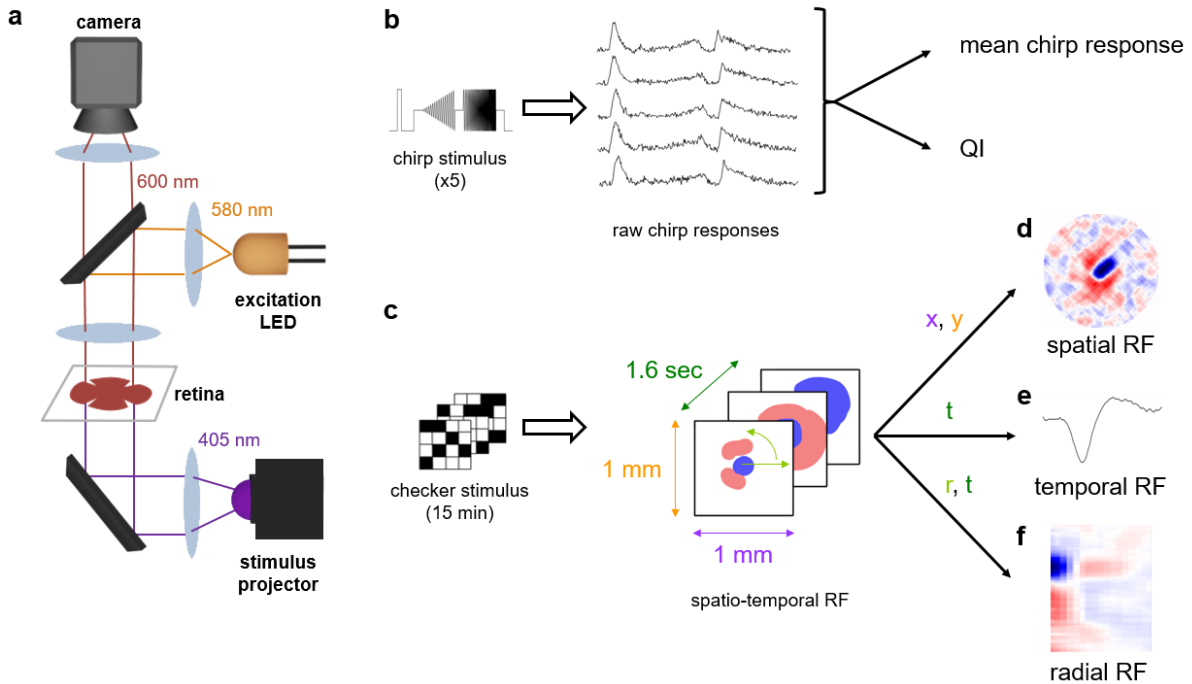 a
camera
600 nm
580 nm
excitation
LED
retina
405 nm
stimulus
projector
b
chirp stimulus
(x5)
raw chirp responses
mean chirp response
QI
c
checker stimulus
(15 min)
1.6 sec
1 mm
1 mm
spatio-temporal RF
x, y
t
r, t
d
spatial RF
e
temporal RF
f
radial RF